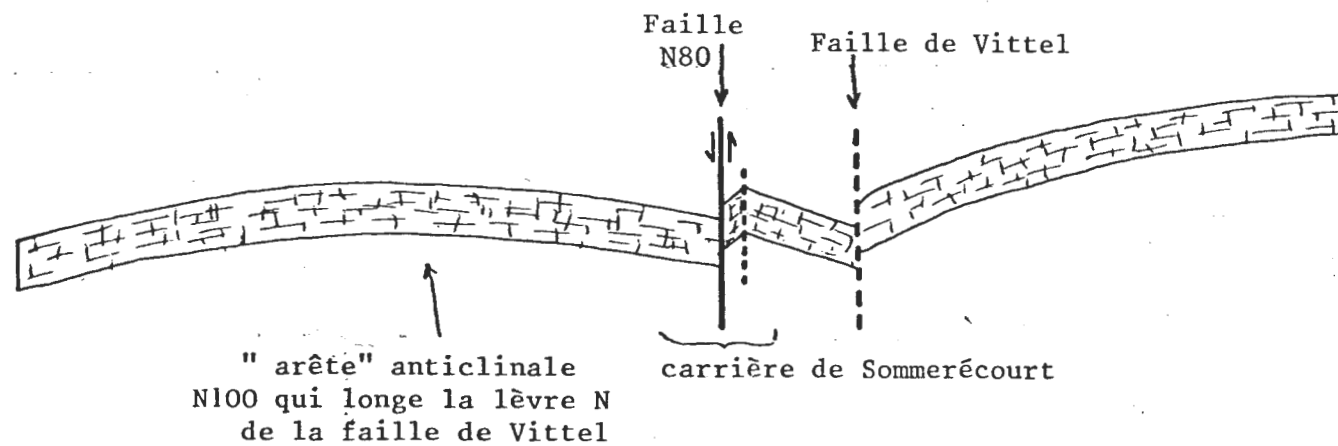 Faille
N80
Faille de Vittel
" arête" anticlinale
N100 qui longe la lèvre N
de la faille de Vittel
carrière de Sommerécourt